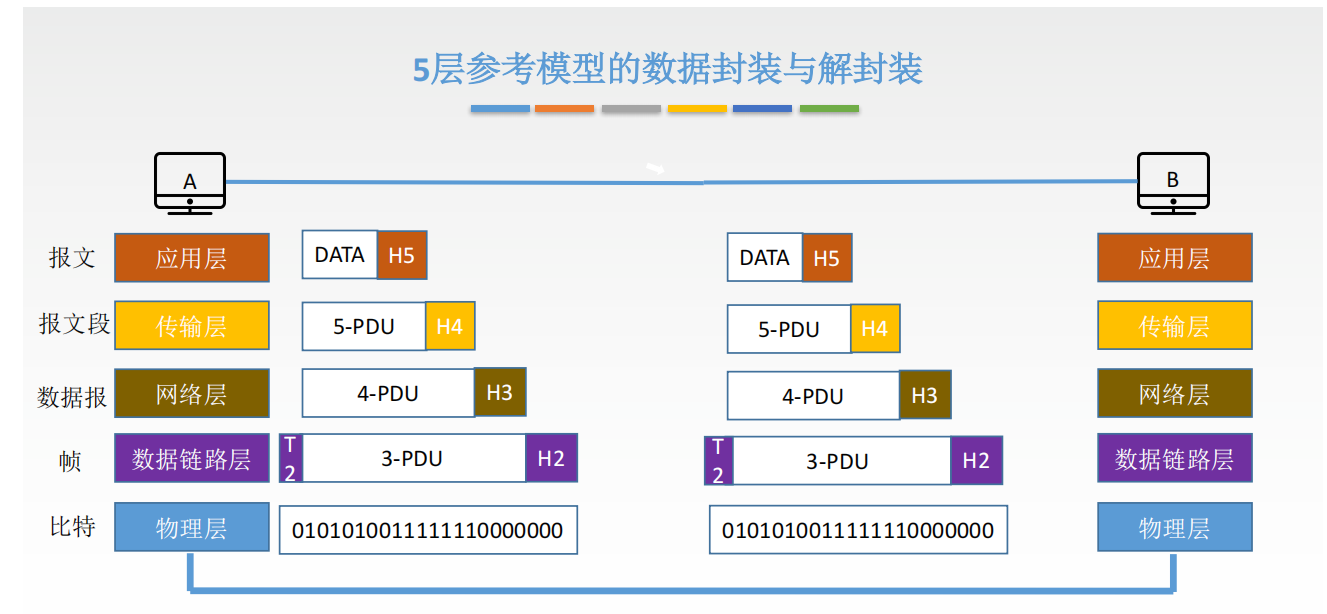 5层参考模型的数据封装与解封装
A
B
报文 应用层 DATA H5 DATA H5 应用层
报文段 传输层 5-PDU H4 5-PDU H4 传输层
数据报 网络层 4-PDU H3 4-PDU H3 网络层
帧 数据链路层 T2 3-PDU H2 T2 3-PDU H2 数据链路层
比特 物理层 0101010011111110000000 0101010011111110000000 物理层